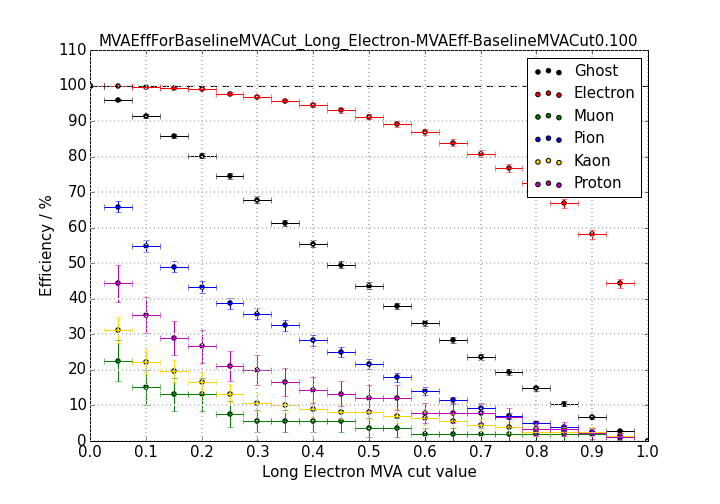 MVAEffForBaselineMVACut_Long_Electron-MVAEff-BaselineMVACut0.100
110
100
90
80
70
60
50
40
30
20
10
0
Efficiency / %
Ghost
Electron
Muon
Pion
Kaon
Proton
0.0 0.1 0.2 0.3 0.4 0.5 0.6 0.7 0.8 0.9 1.0
Long Electron MVA cut value